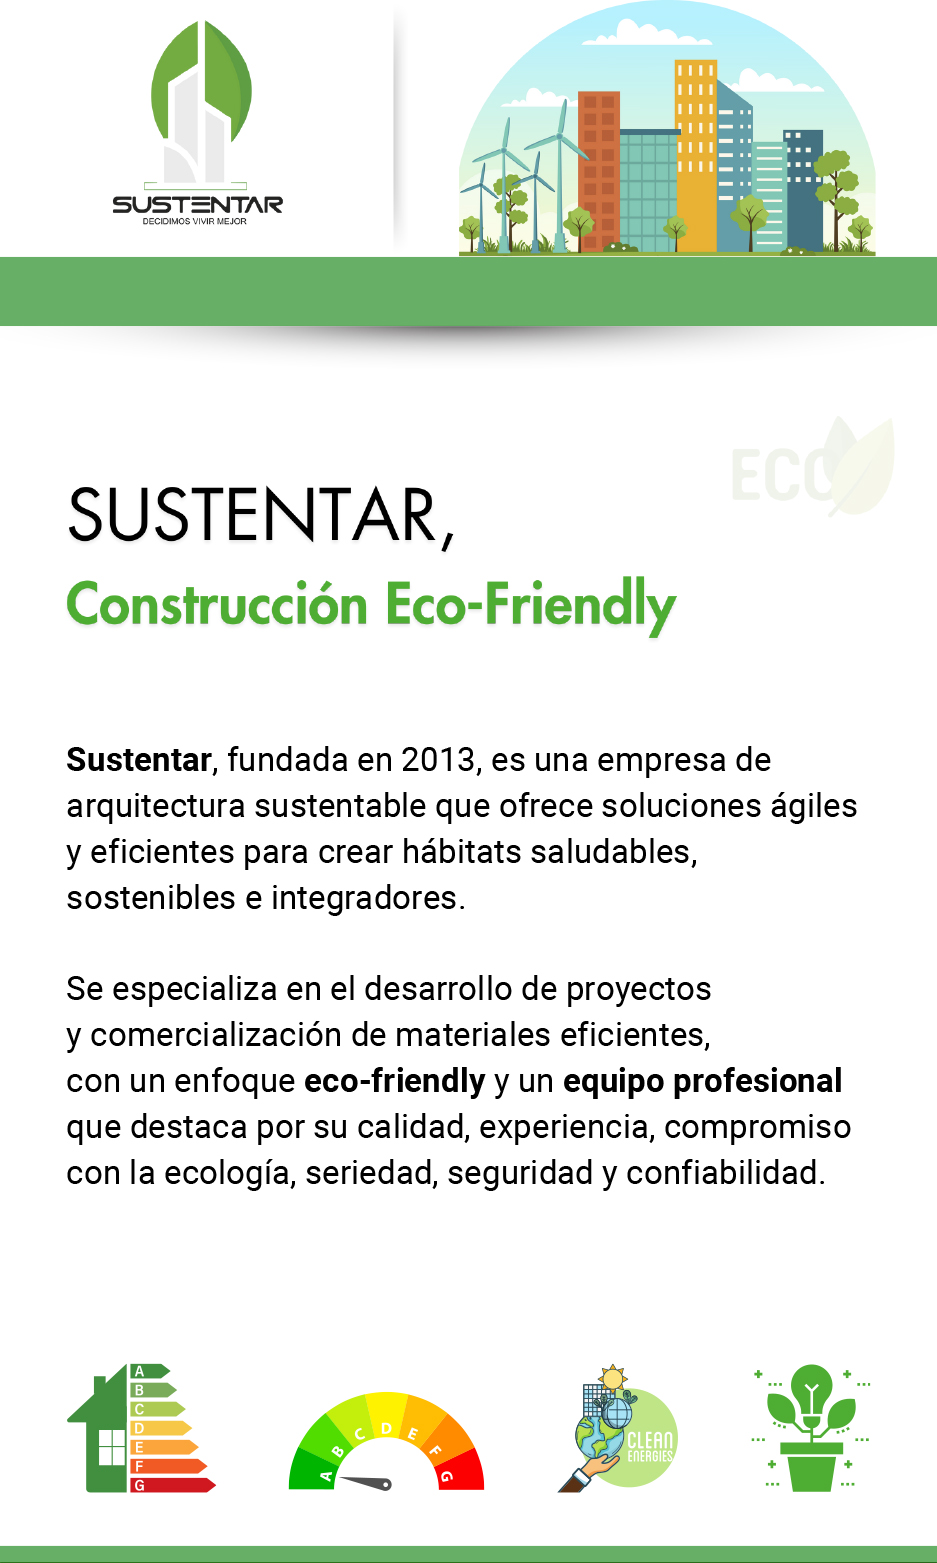 SUSTENTAR
DECIDIMOS VIVIR MEJOR
ECO
SUSTENTAR,
Construcción Eco-Friendly
Sustentar, fundada en 2013, es una empresa de
arquitectura sustentable que ofrece soluciones ágiles
y eficientes para crear hábitats saludables,
sostenibles e integradores.
Se especializa en el desarrollo de proyectos
y comercialización de materiales eficientes,
con un enfoque eco-friendly y un equipo profesional
que destaca por su calidad, experiencia, compromiso
con la ecología, seriedad, seguridad y confiabilidad.
A
B
C
D
E
F
G
A B C D E F G
CLEAN
ENERGIES